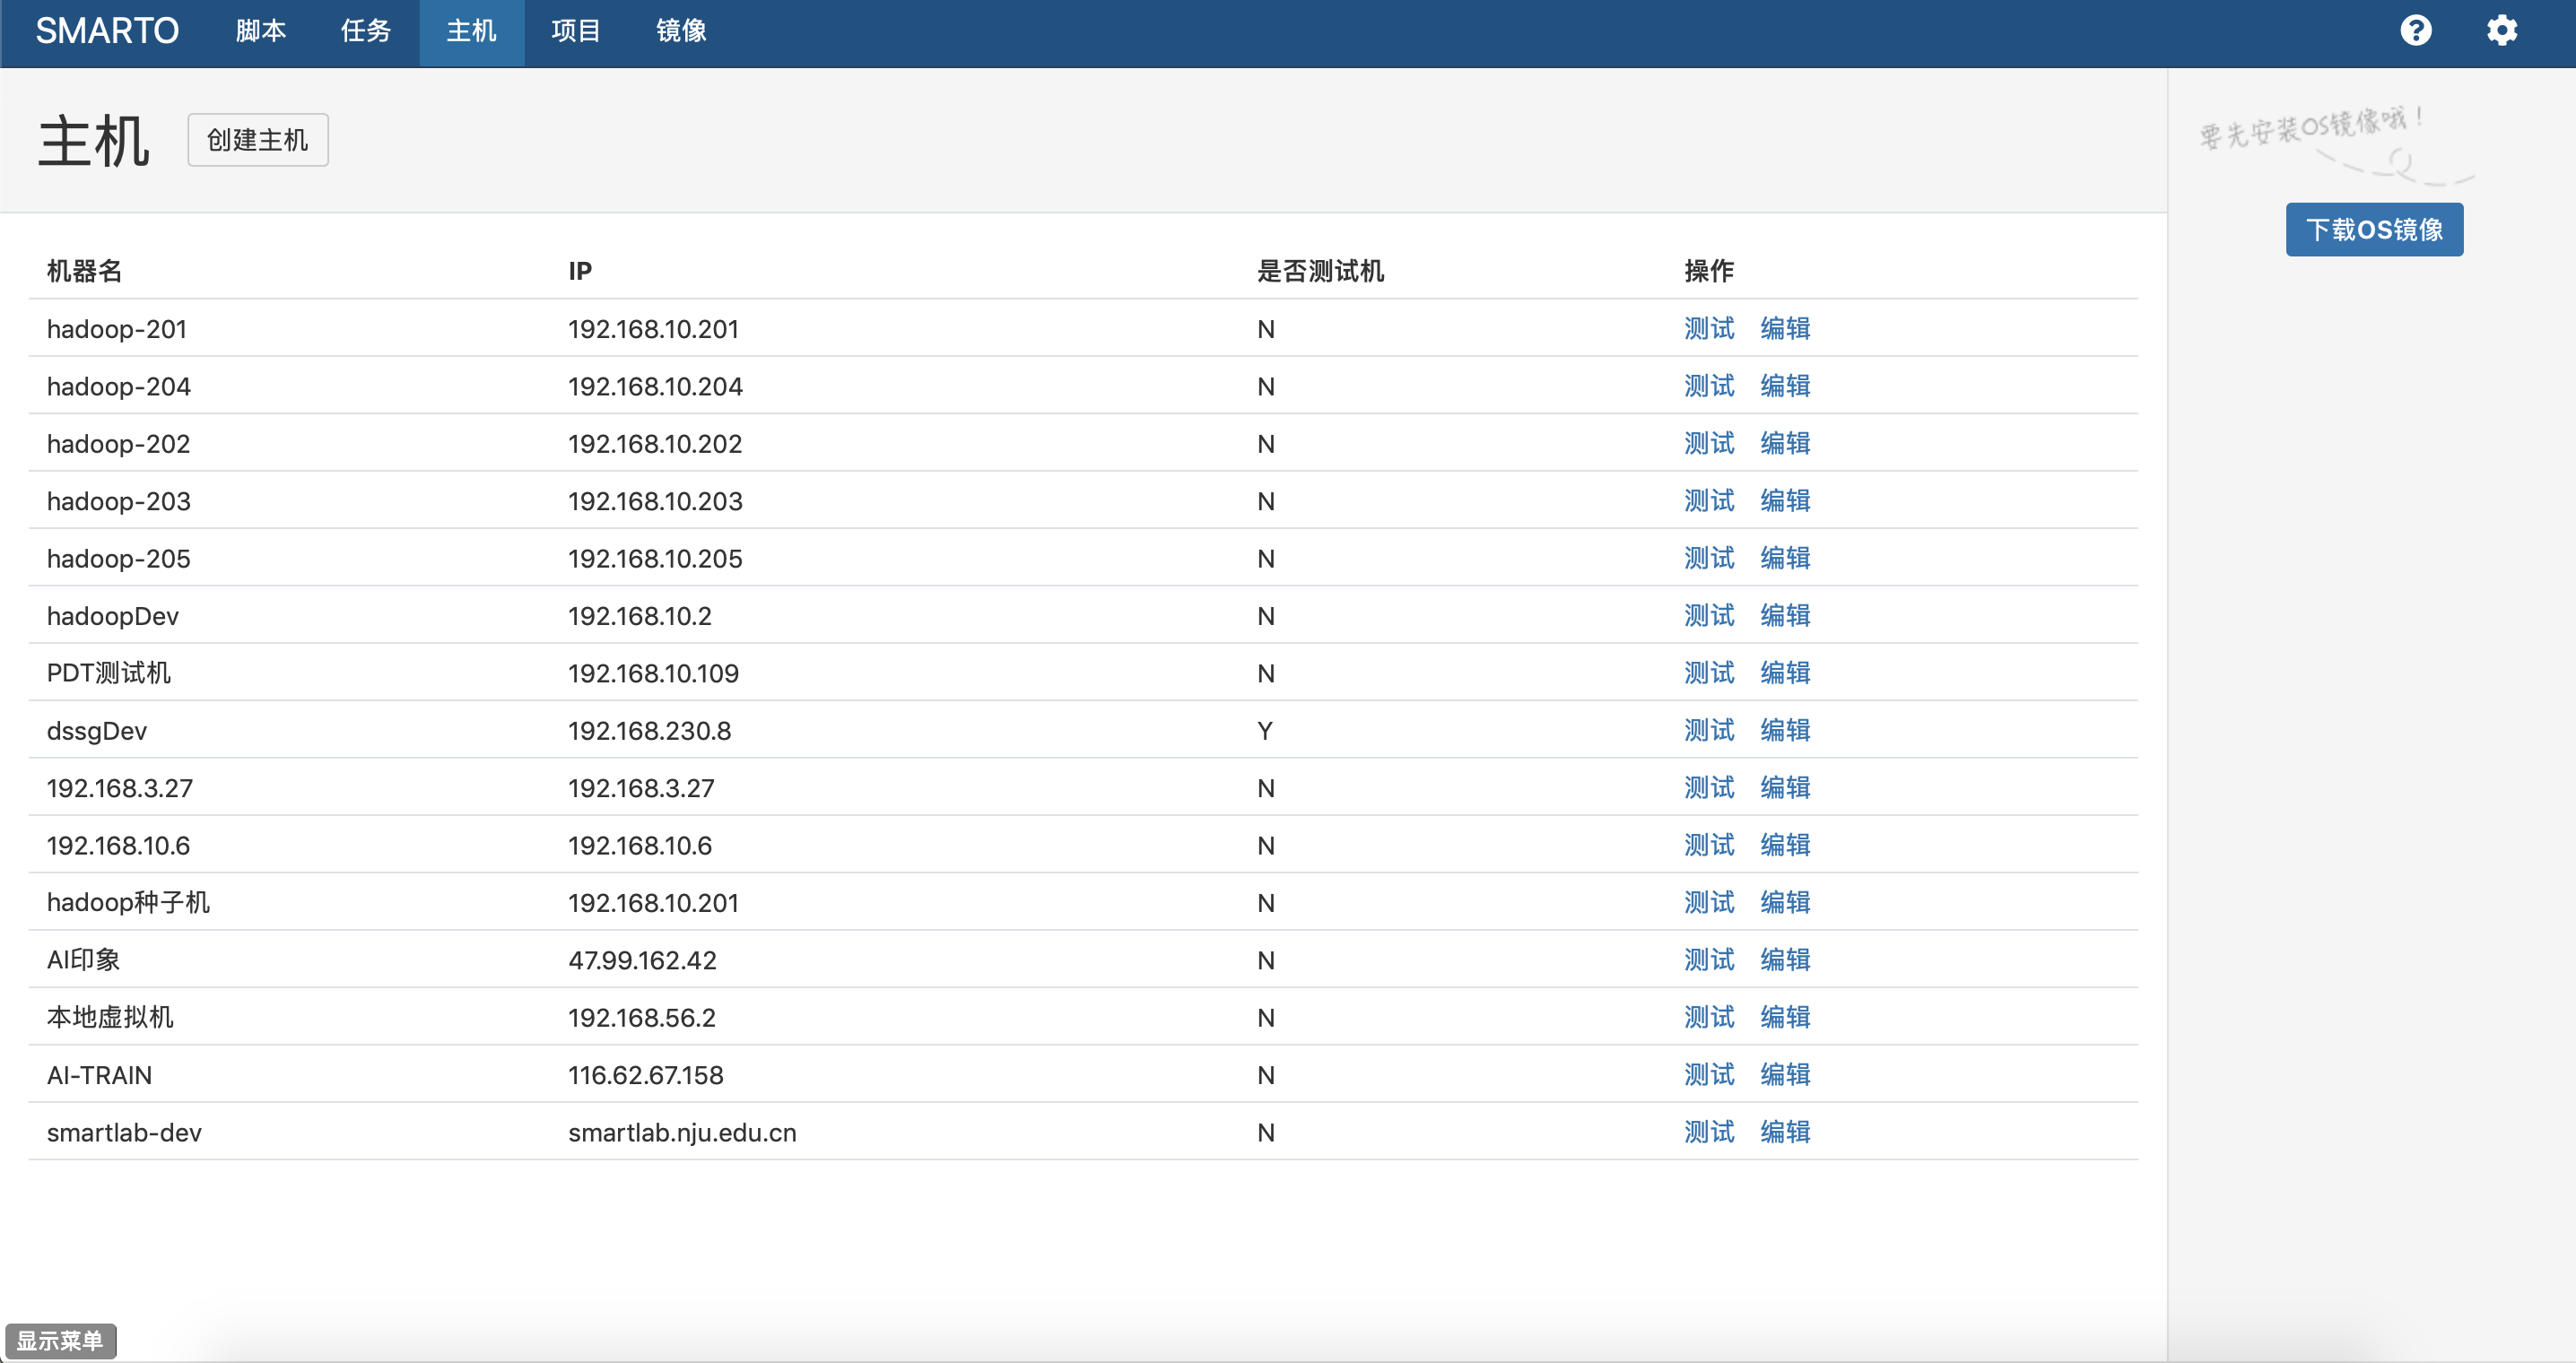 SMARTO 脚本 任务 主机 项目 镜像
主机 创建主机
要先安装OS镜像哦！
下载OS镜像
机器名 IP 是否测试机 操作
hadoop-201 192.168.10.201 N 测试 编辑
hadoop-204 192.168.10.204 N 测试 编辑
hadoop-202 192.168.10.202 N 测试 编辑
hadoop-203 192.168.10.203 N 测试 编辑
hadoop-205 192.168.10.205 N 测试 编辑
hadoopDev 192.168.10.2 N 测试 编辑
PDT测试机 192.168.10.109 N 测试 编辑
dssgDev 192.168.230.8 Y 测试 编辑
192.168.3.27 192.168.3.27 N 测试 编辑
192.168.10.6 192.168.10.6 N 测试 编辑
hadoop种子机 192.168.10.201 N 测试 编辑
AI印象 47.99.162.42 N 测试 编辑
本地虚拟机 192.168.56.2 N 测试 编辑
AI-TRAIN 116.62.67.158 N 测试 编辑
smartlab-dev smartlab.nju.edu.cn N 测试 编辑
显示菜单